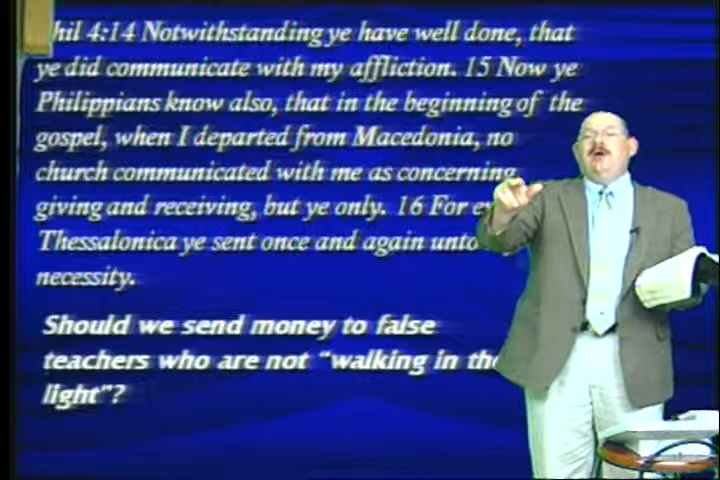 hil 4:14 Notwithstanding ye have well done, that
ye did communicate with my affliction. 15 Now ye
Philippians know also, that in the beginning of the
gospel, when I departed from Macedonia, no
church communicated with me as concerning
giving and receiving, but ye only. 16 For
Thessalonica ye sent once and again unto
necessity.
Should we send money to false
teachers who are not “walking in the
light”?